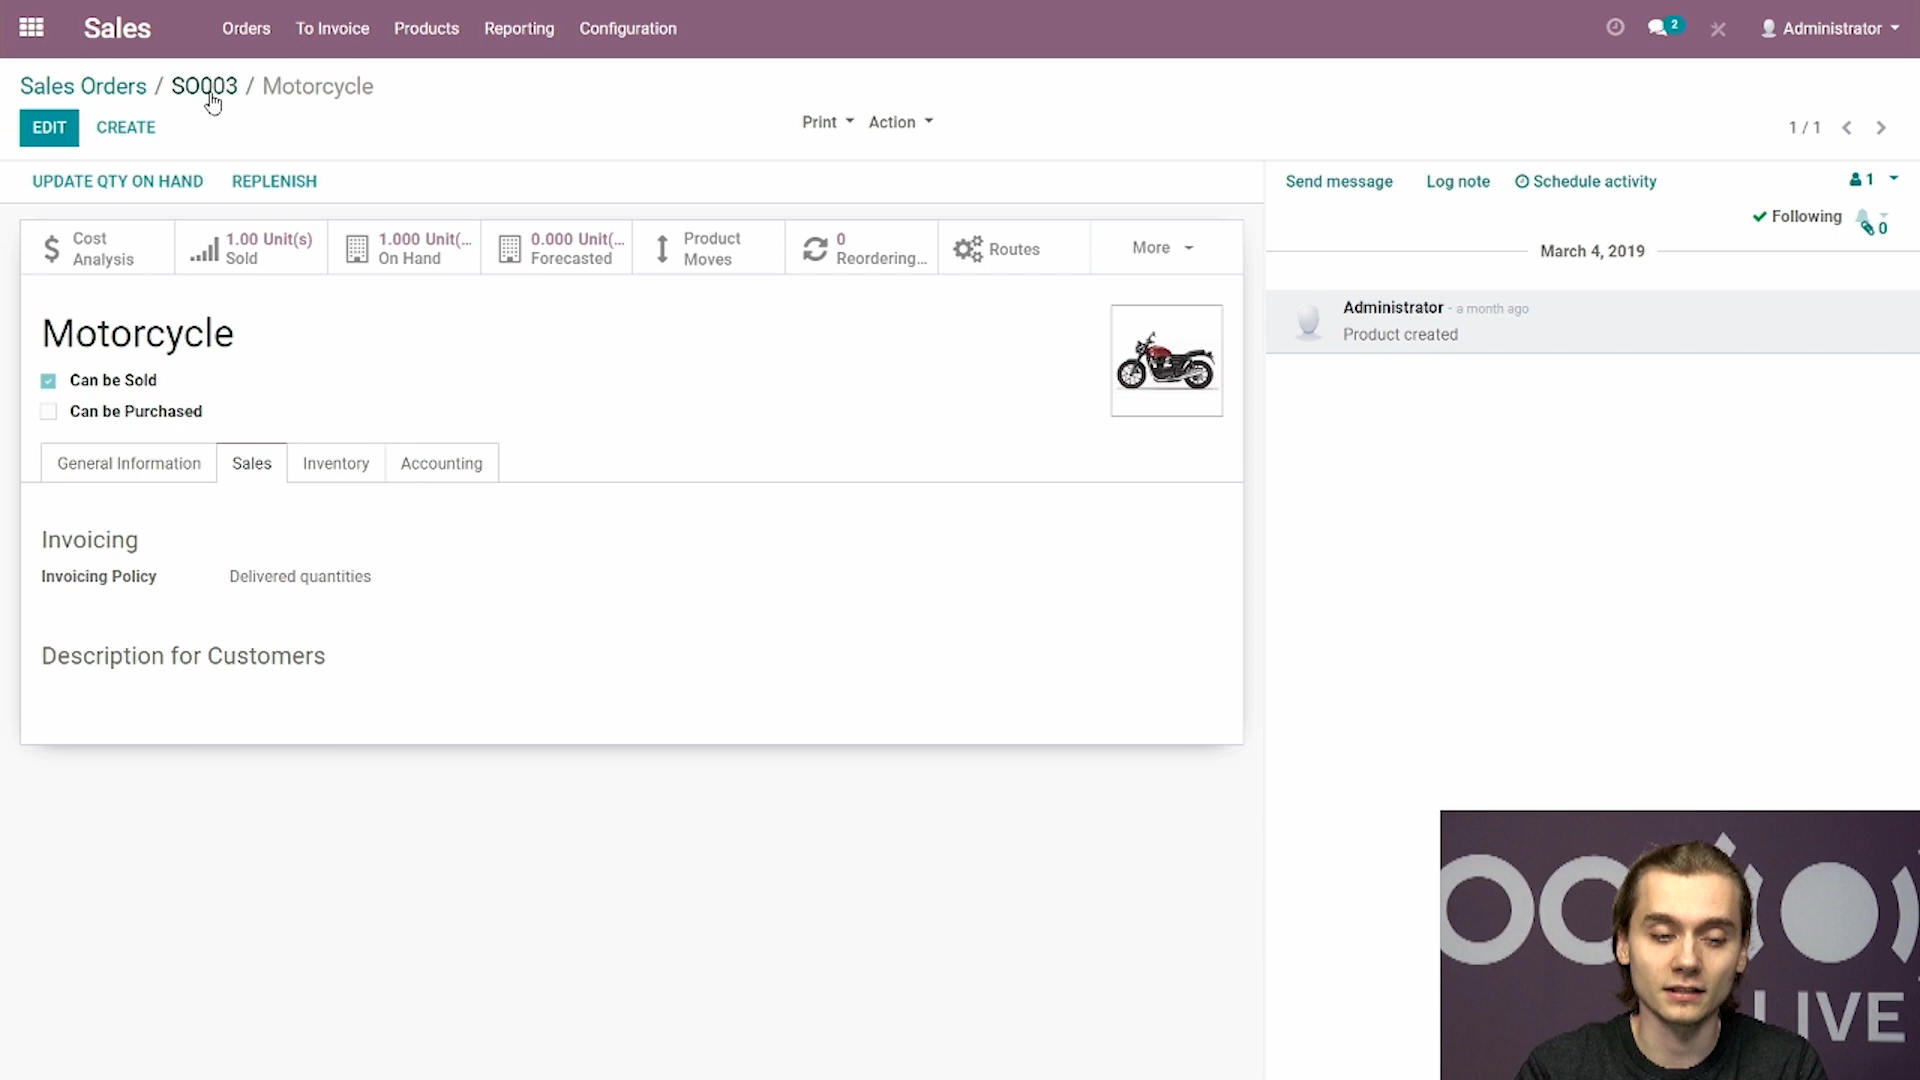 Sales
Orders To Invoice Products Reporting Configuration
2
Administrator
Sales Orders / SO003 / Motorcycle
EDIT CREATE
Print Action
1 / 1
UPDATE QTY ON HAND REPLENISH
Send message Log note Schedule activity
1
Following
0
Cost
Analysis
1.00 Unit(s)
Sold
1.000 Unit(...
On Hand
0.000 Unit(...
Forecasted
Product
Moves
0
Reordering...
Routes
More
March 4, 2019
Administrator - a month ago
Product created
Motorcycle
Can be Sold
Can be Purchased
General Information Sales Inventory Accounting
Invoicing
Invoicing Policy Delivered quantities
Description for Customers
LIVE